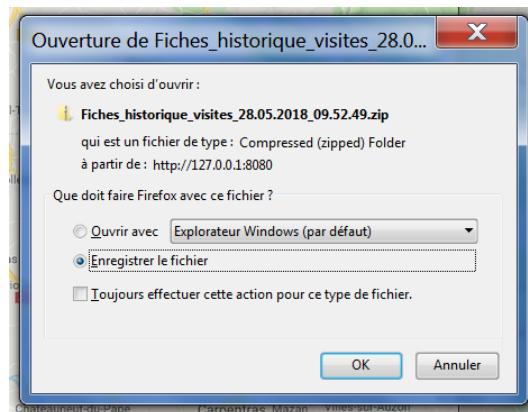 Ouverture de Fiches_historique_visites_28.0...
X
Vous avez choisi d'ouvrir :
Fiches_historique_visites_28.05.2018_09.52.49.zip
qui est un fichier de type : Compressed (zipped) Folder
à partir de : http://127.0.0.1:8080
Que doit faire Firefox avec ce fichier ?
Ouvrir avec Explorateur Windows (par défaut)
Enregistrer le fichier
Toujours effectuer cette action pour ce type de fichier.
OK Annuler
Châteauneuf-du-Pape Carpentras Mazan Villes-sur-Auzon